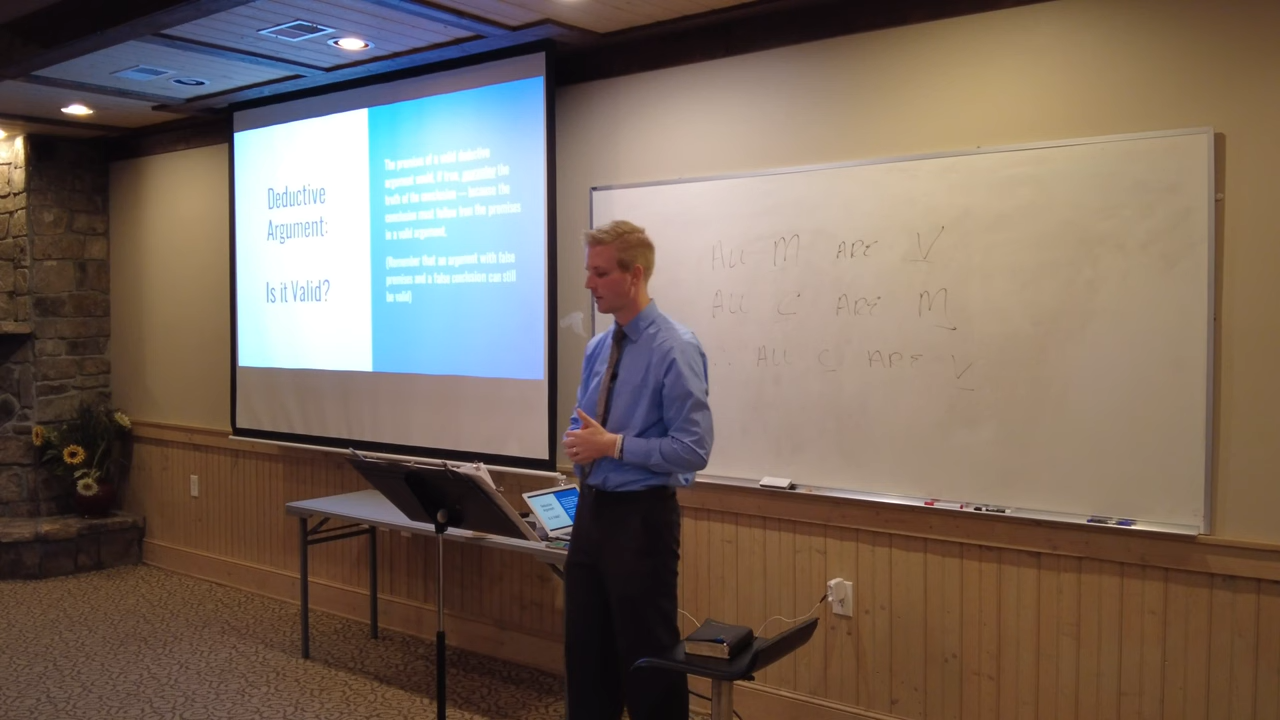 Deductive
Argument:
Is it Valid?
The premises of a valid deductive
argument would, if true, guarantee the
truth of the conclusion — because the
conclusion must follow from the premises
in a valid argument.
(Remember that an argument with false
premises and a false conclusion can still
be valid)
ALL M ARE V
ALL C ARE M
∴ ALL C ARE V